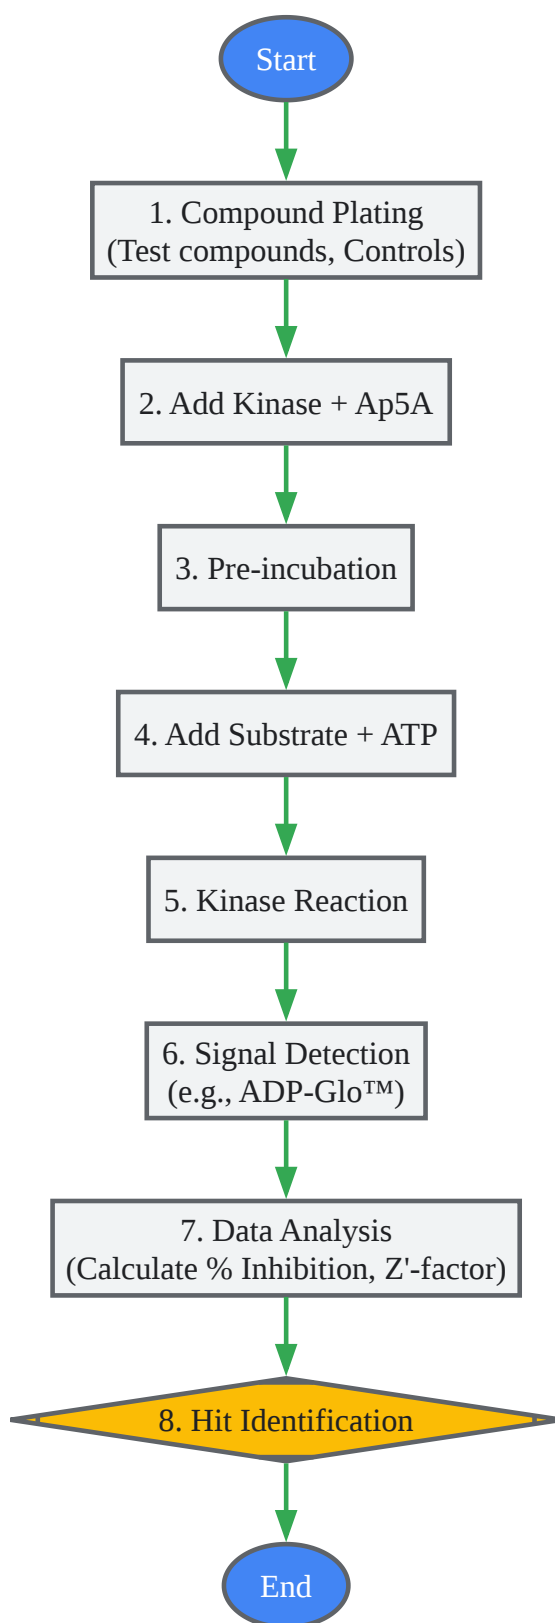 Start
1. Compound Plating
(Test compounds, Controls)
2. Add Kinase + Ap5A
3. Pre-incubation
4. Add Substrate + ATP
5. Kinase Reaction
6. Signal Detection
(e.g., ADP-Glo™)
7. Data Analysis
(Calculate % Inhibition, Z'-factor)
8. Hit Identification
End